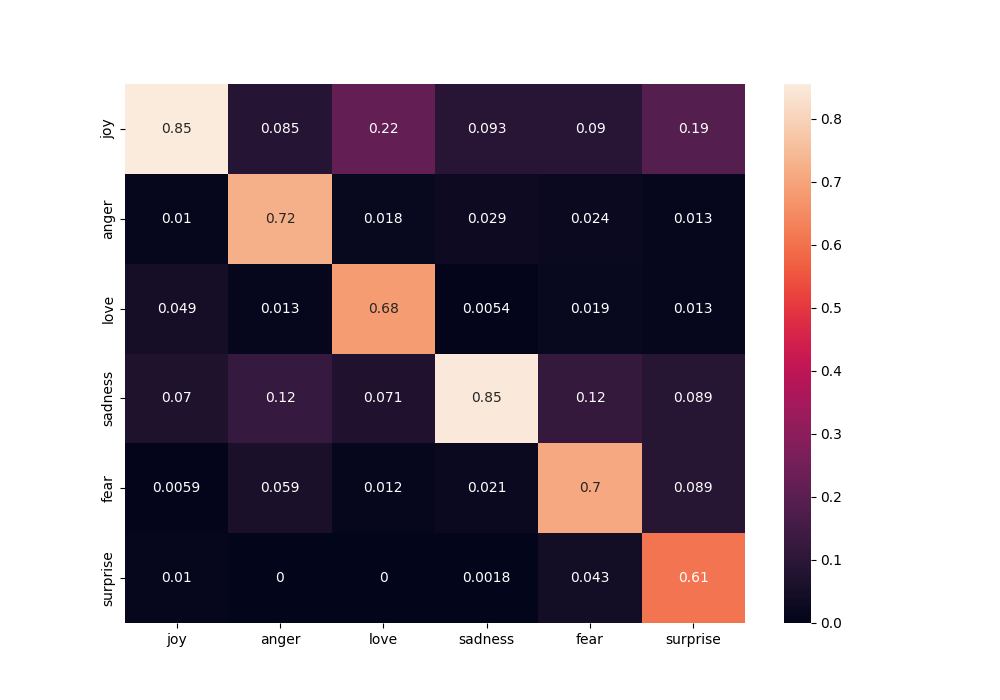 joy 0.85 0.085 0.22 0.093 0.09 0.19
anger 0.01 0.72 0.018 0.029 0.024 0.013
love 0.049 0.013 0.68 0.0054 0.019 0.013
sadness 0.07 0.12 0.071 0.85 0.12 0.089
fear 0.0059 0.059 0.012 0.021 0.7 0.089
surprise 0.01 0 0 0.0018 0.043 0.61
joy anger love sadness fear surprise
0.8
0.7
0.6
0.5
0.4
0.3
0.2
0.1
0.0